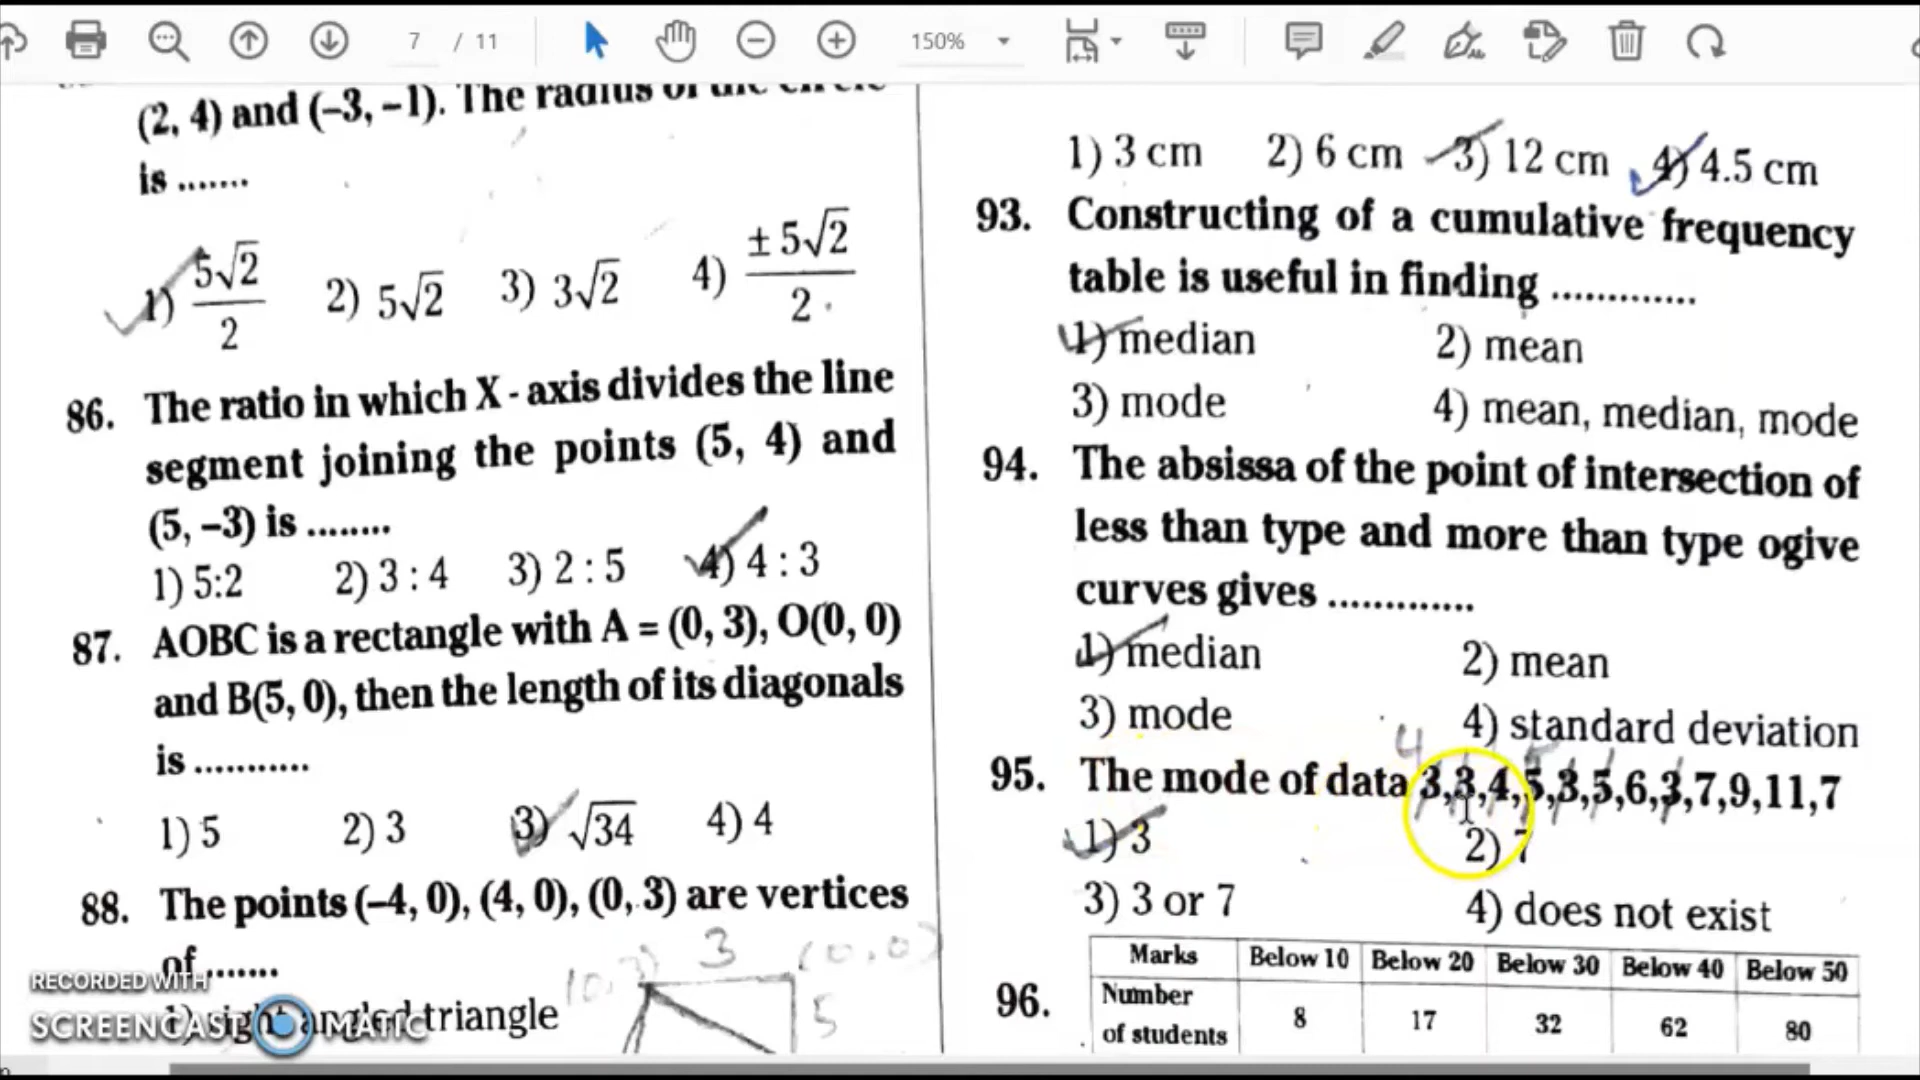 7 / 11
150%
(2, 4) and (–3, –1). The radius of the circle
is .......
1) 5√2/2 2) 5√2 3) 3√2 4) ± 5√2/2
86. The ratio in which X - axis divides the line
segment joining the points (5, 4) and
(5, –3) is ........
1) 5:2 2) 3 : 4 3) 2 : 5 4) 4 : 3
87. AOBC is a rectangle with A = (0, 3), O(0, 0)
and B(5, 0), then the length of its diagonals
is ...........
1) 5 2) 3 3) √34 4) 4
88. The points (–4, 0), (4, 0), (0, 3) are vertices
of .......
1) right angled triangle
3 (0,0)
5
RECORDED WITH
SCREENCAST O MATIC
1) 3 cm 2) 6 cm 3) 12 cm 4) 4.5 cm
93. Constructing of a cumulative frequency
table is useful in finding .............
1) median 2) mean
3) mode 4) mean, median, mode
94. The absissa of the point of intersection of
less than type and more than type ogive
curves gives .............
1) median 2) mean
3) mode 4) standard deviation
4
95. The mode of data 3,3,4,5,3,5,6,3,7,9,11,7
1) 3 2) 7
3) 3 or 7 4) does not exist
96.
Marks Below 10 Below 20 Below 30 Below 40 Below 50
Number
of students 8 17 32 62 80